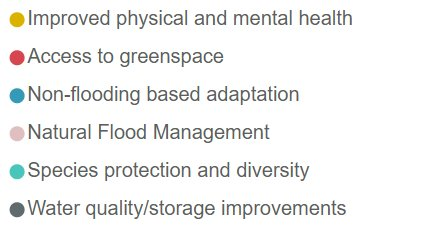 Improved physical and mental health
Access to greenspace
Non-flooding based adaptation
Natural Flood Management
Species protection and diversity
Water quality/storage improvements